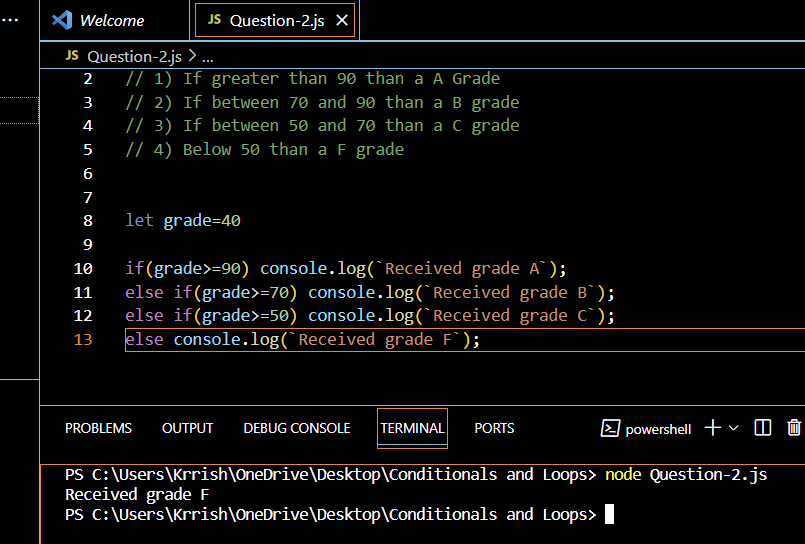 ... Welcome JS Question-2.js ×
JS Question-2.js > ...
2 // 1) If greater than 90 than a A Grade
3 // 2) If between 70 and 90 than a B grade
4 // 3) If between 50 and 70 than a C grade
5 // 4) Below 50 than a F grade
6
7
8 let grade=40
9
10 if(grade>=90) console.log(`Received grade A`);
11 else if(grade>=70) console.log(`Received grade B`);
12 else if(grade>=50) console.log(`Received grade C`);
13 else console.log(`Received grade F`);
PROBLEMS OUTPUT DEBUG CONSOLE TERMINAL PORTS powershell
PS C:\Users\Krrish\OneDrive\Desktop\Conditionals and Loops> node Question-2.js
Received grade F
PS C:\Users\Krrish\OneDrive\Desktop\Conditionals and Loops>